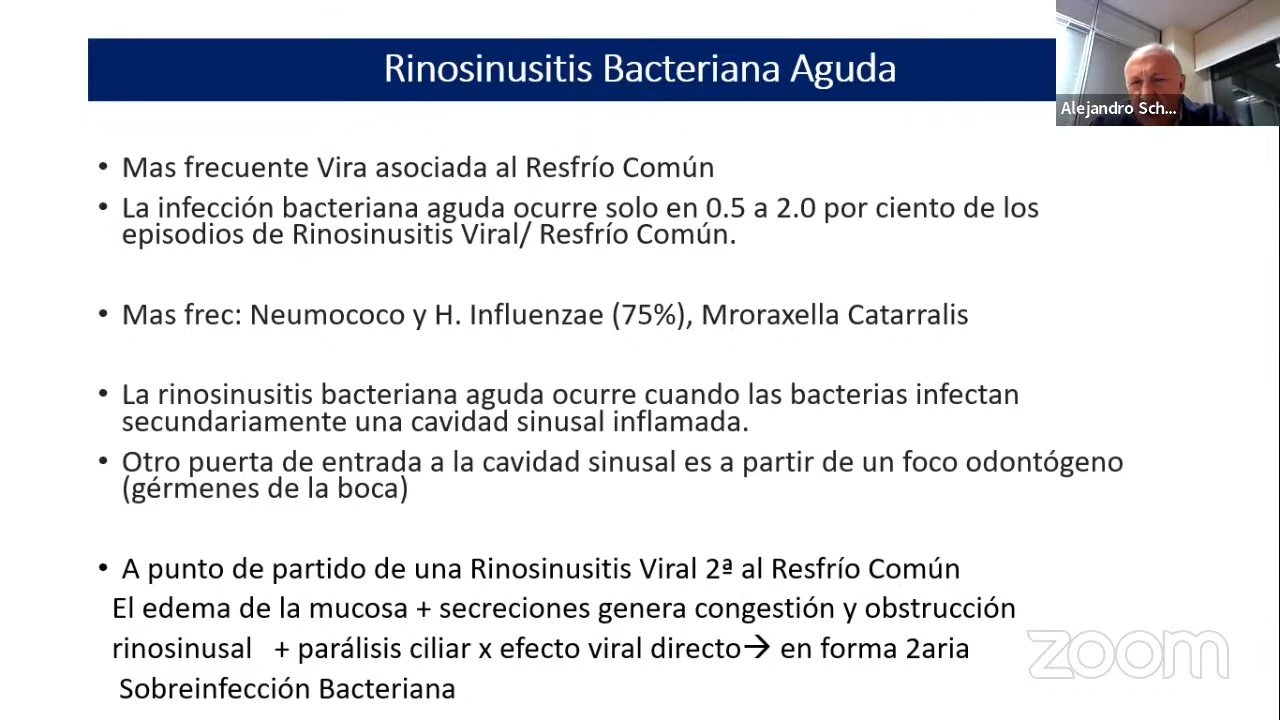 Rinosinusitis Bacteriana Aguda
Alejandro Sch...
• Mas frecuente Vira asociada al Resfrío Común
• La infección bacteriana aguda ocurre solo en 0.5 a 2.0 por ciento de los
episodios de Rinosinusitis Viral/ Resfrío Común.
• Mas frec: Neumococo y H. Influenzae (75%), Mroraxella Catarralis
• La rinosinusitis bacteriana aguda ocurre cuando las bacterias infectan
secundariamente una cavidad sinusal inflamada.
• Otro puerta de entrada a la cavidad sinusal es a partir de un foco odontógeno
(gérmenes de la boca)
• A punto de partido de una Rinosinusitis Viral 2ª al Resfrío Común
El edema de la mucosa + secreciones genera congestión y obstrucción
rinosinusal + parálisis ciliar x efecto viral directo→ en forma 2aria
Sobreinfección Bacteriana
zoom